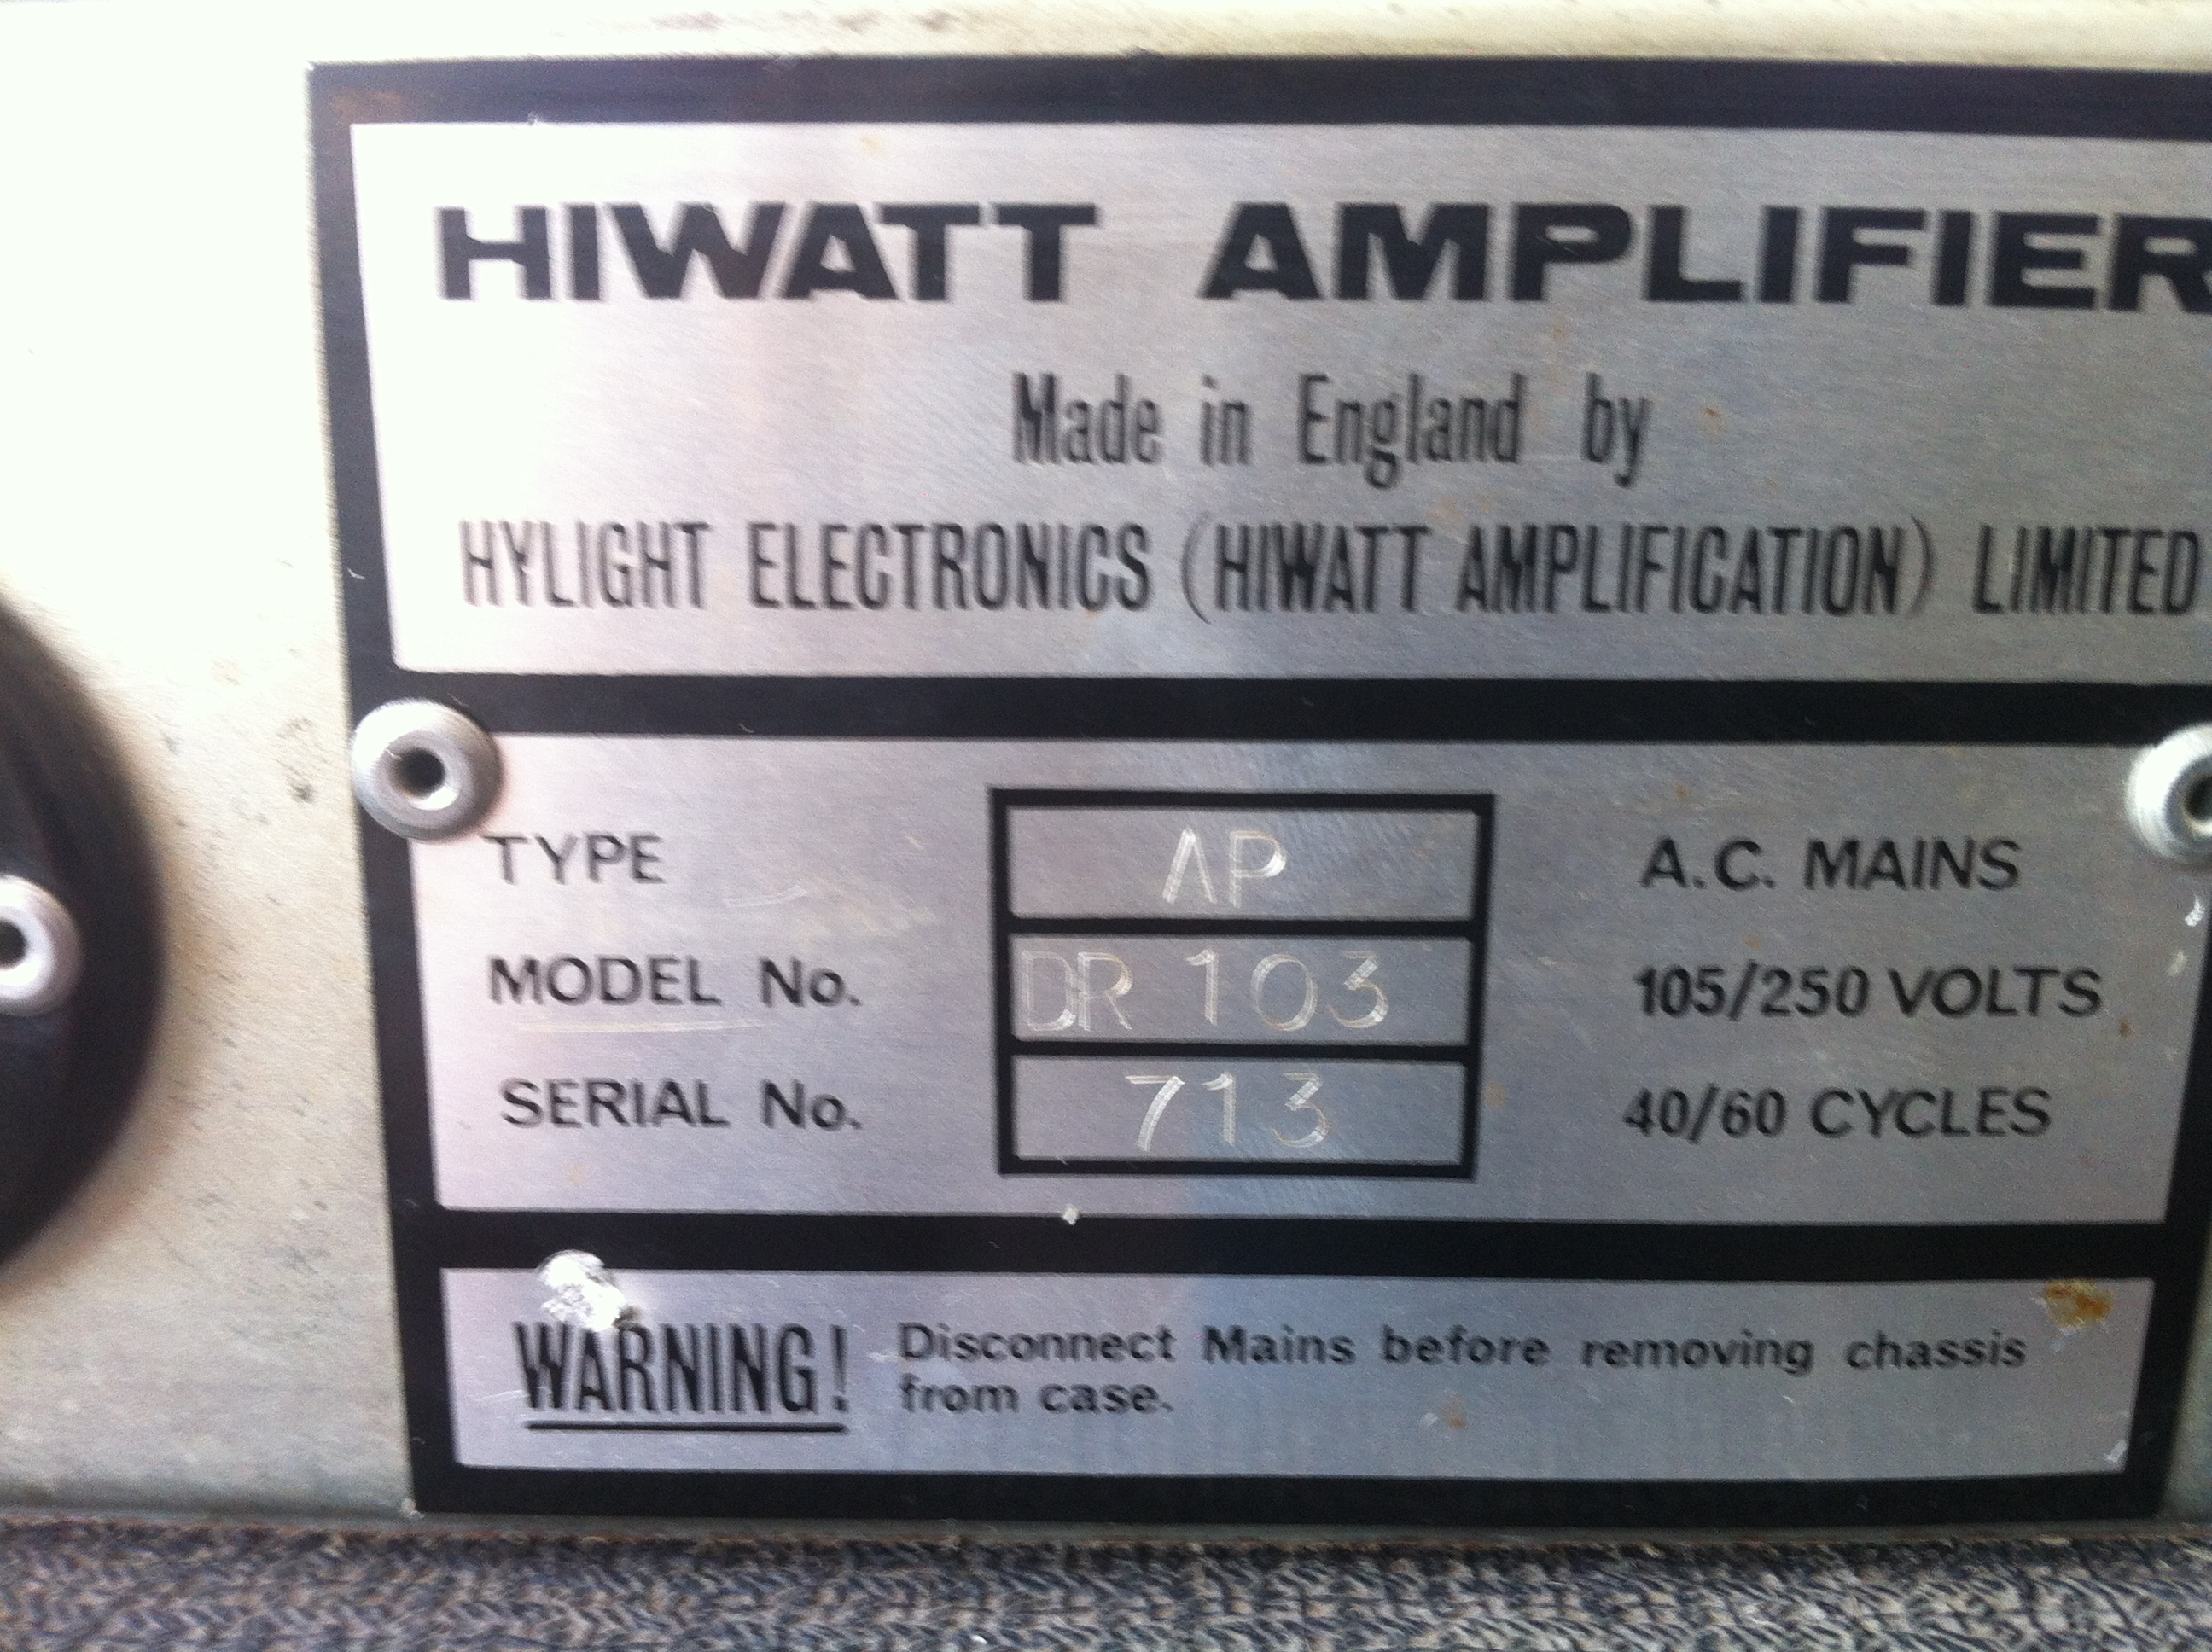 HIWATT AMPLIFIER
Made in England by
HYLIGHT ELECTRONICS (HIWATT AMPLIFICATION) LIMITED
TYPE AP A.C. MAINS
MODEL No. DR 103 105/250 VOLTS
SERIAL No. 713 40/60 CYCLES
WARNING! Disconnect Mains before removing chassis
from case.